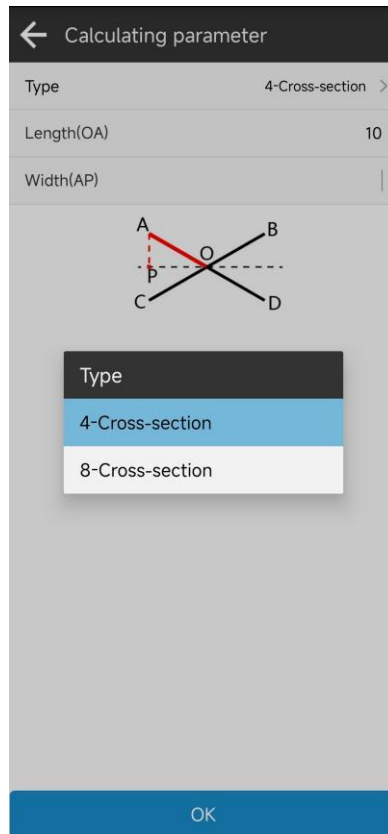 Calculating parameter
Type 4-Cross-section >
Length(OA) 10
Width(AP)
A B
O
P
C D
Type
4-Cross-section
8-Cross-section
OK